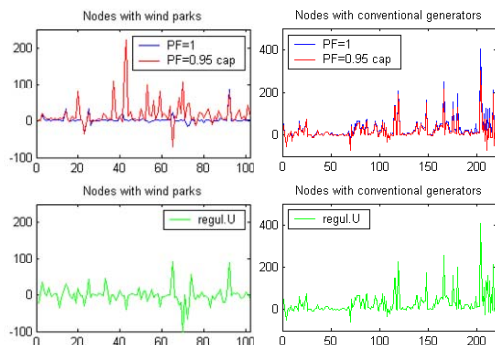 Nodes with wind parks
Nodes with conventional generators
200
100
0
-100
PF=1
PF=0.95 cap
0 20 40 60 80 100
400
200
0
PF=1
PF=0.95 cap
0 50 100 150 200
Nodes with wind parks
Nodes with conventional generators
200
100
0
-100
regul.U
0 20 40 60 80 100
400
200
0
regul.U
0 50 100 150 200